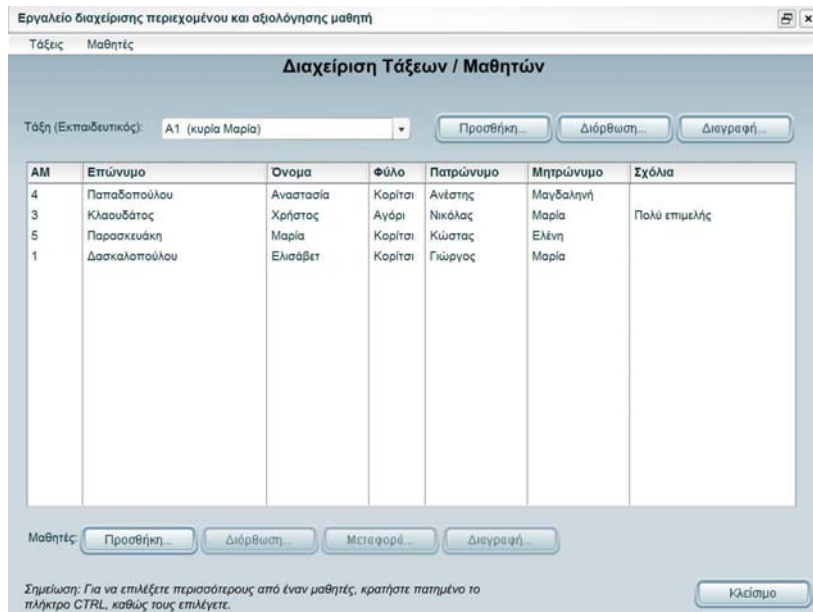 Εργαλείο διαχείρισης περιεχομένου και αξιολόγησης μαθητή
Τάξεις Μαθητές
Διαχείριση Τάξεων / Μαθητών
Τάξη (Εκπαιδευτικός): Α1 (κυρία Μαρία) Προσθήκη... Διόρθωση... Διαγραφή...
ΑΜ Επώνυμο Όνομα Φύλο Πατρώνυμο Μητρώνυμο Σχόλια
4 Παπαδοπούλου Αναστασία Κορίτσι Ανέστης Μαγδαληνή
3 Κλαουδάτος Χρήστος Αγόρι Νικόλας Μαρία Πολύ επιμελής
5 Παρασκευάκη Μαρία Κορίτσι Κώστας Ελένη
1 Δασκαλοπούλου Ελισάβετ Κορίτσι Γιώργος Μαρία
Μαθητές: Προσθήκη... Διόρθωση... Μεταφορά... Διαγραφή...
Σημείωση: Για να επιλέξετε περισσότερους από έναν μαθητές, κρατήστε πατημένο το
πλήκτρο CTRL, καθώς τους επιλέγετε.
Κλείσιμο